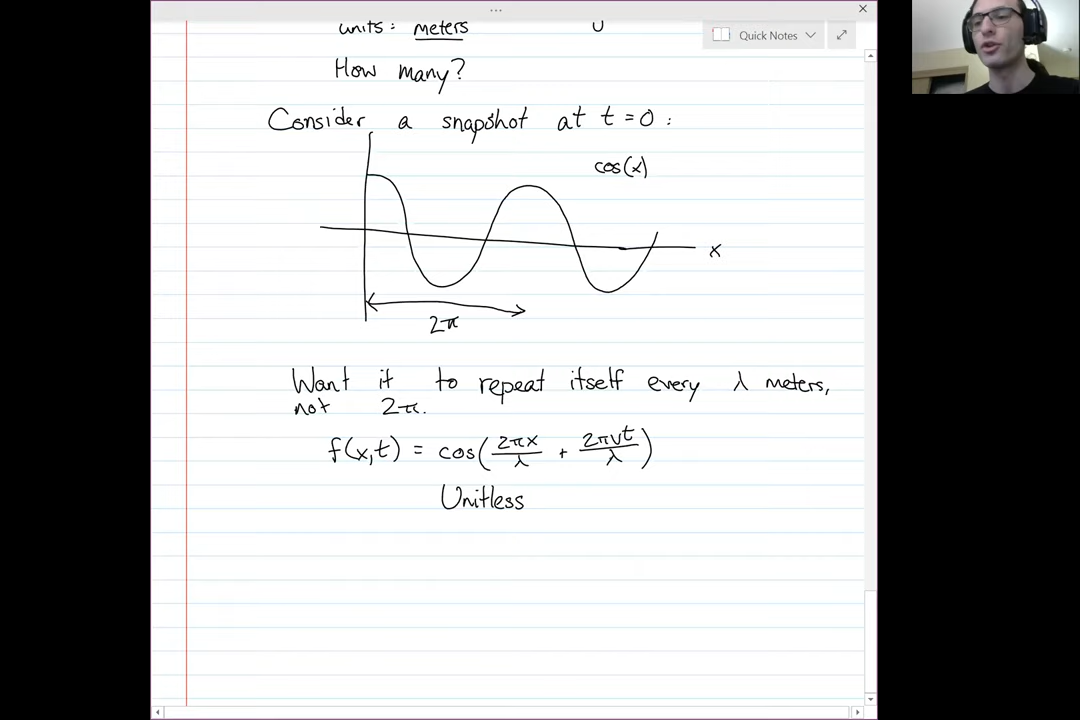 units: meters
Quick Notes
How many?
Consider a snapshot at t=0:
cos(x)
x
2π
Want it to repeat itself every λ meters,
not 2π.
f(x,t) = cos(2πx/λ + 2πvt/λ)
Unitless